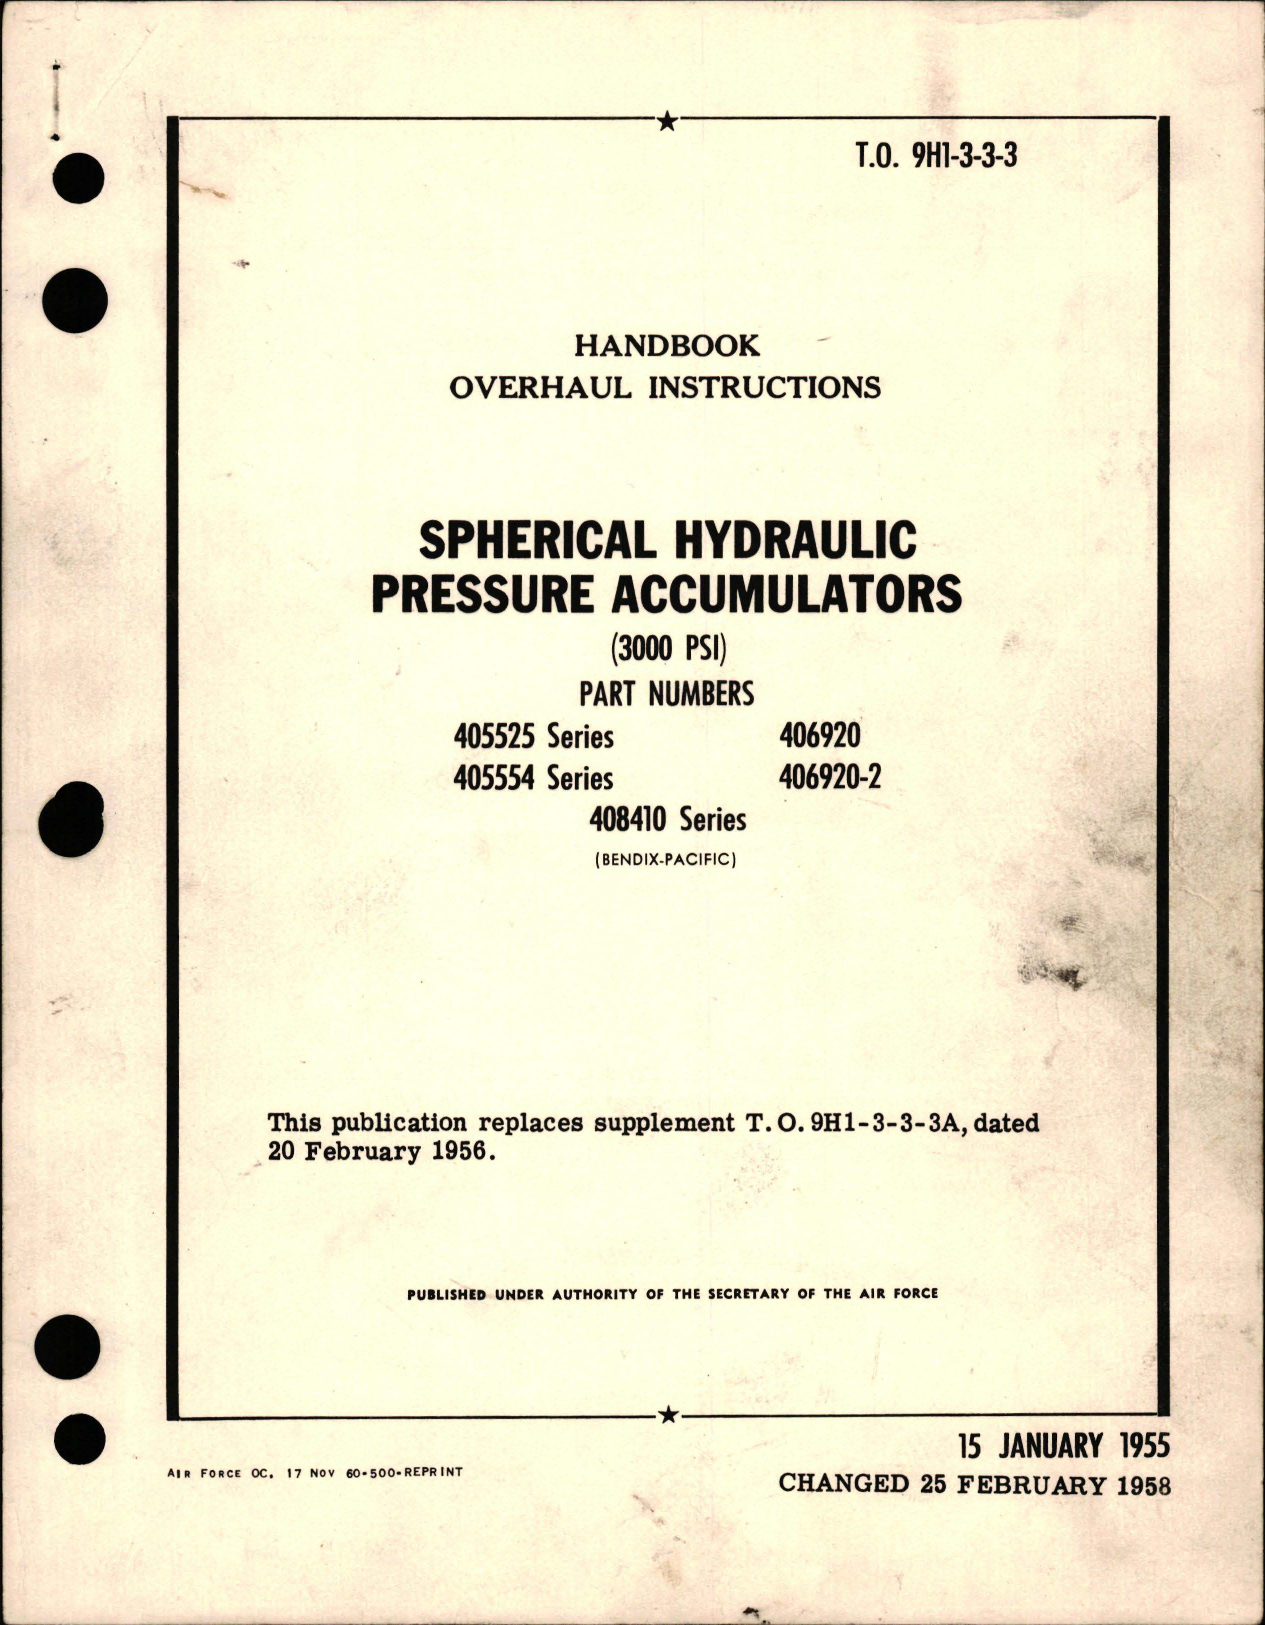 T.O. 9H1-3-3-3
HANDBOOK
OVERHAUL INSTRUCTIONS
SPHERICAL HYDRAULIC
PRESSURE ACCUMULATORS
(3000 PSI)
PART NUMBERS
405525 Series 406920
405554 Series 406920-2
408410 Series
(BENDIX-PACIFIC)
This publication replaces supplement T. O. 9H1-3-3-3A, dated
20 February 1956.
PUBLISHED UNDER AUTHORITY OF THE SECRETARY OF THE AIR FORCE
15 JANUARY 1955
AIR FORCE OC, 17 NOV 60-500-REPRINT
CHANGED 25 FEBRUARY 1958